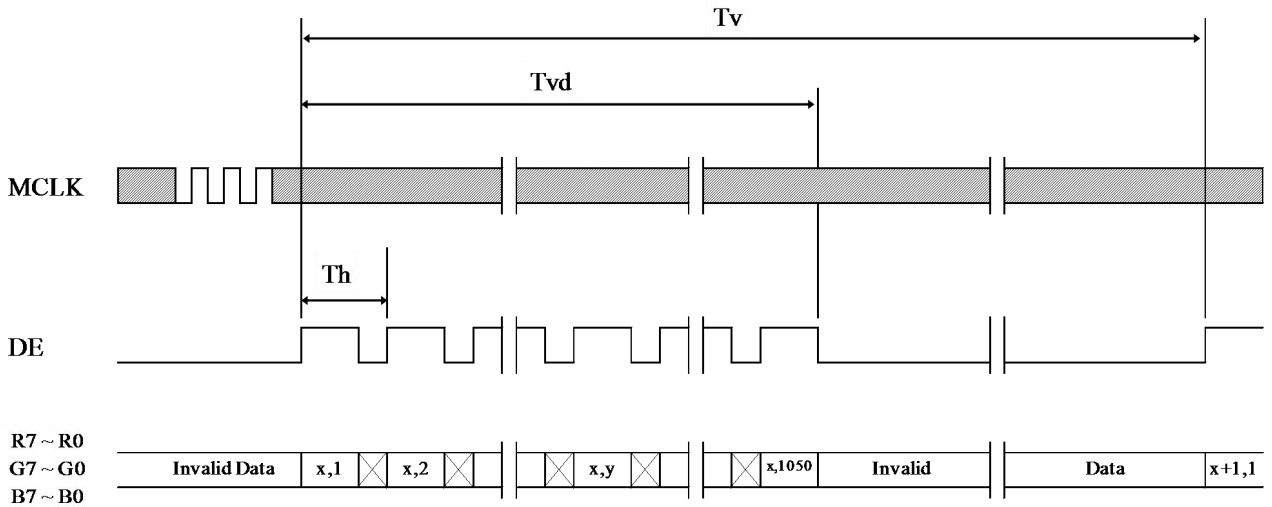 Tv
Tvd
MCLK
Th
DE
R7 ~ R0
G7 ~ G0
B7 ~ B0
Invalid Data
x,1
x,2
x,y
x,1050
Invalid
Data
x+1,1